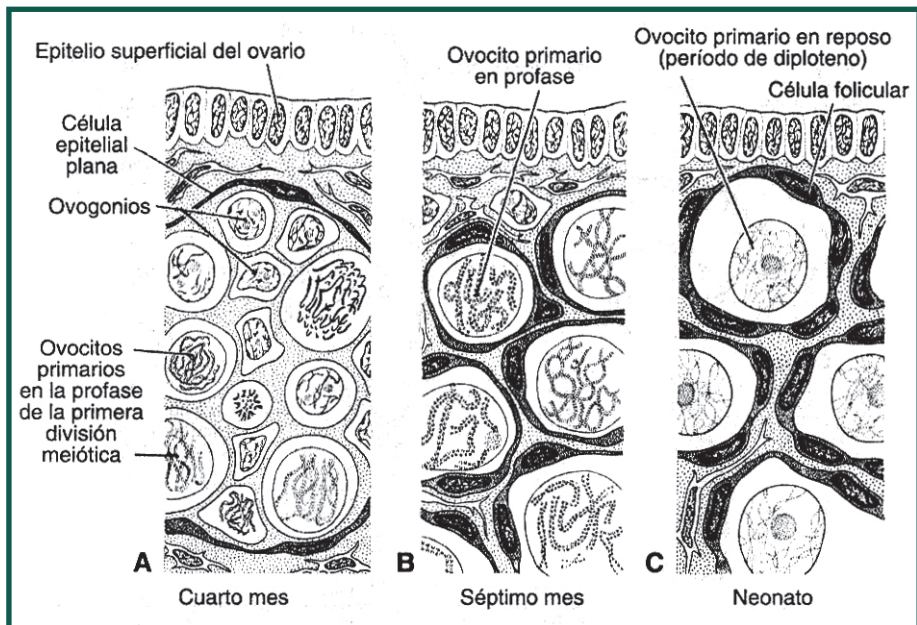 Epitelio superficial del ovario
Célula
epitelial
plana
Ovogonios
Ovocitos
primarios
en la profase
de la primera
división
meiótica
A
Cuarto mes
Ovocito primario
en profase
B
Séptimo mes
Ovocito primario en reposo
(período de diploteno)
Célula folicular
C
Neonato